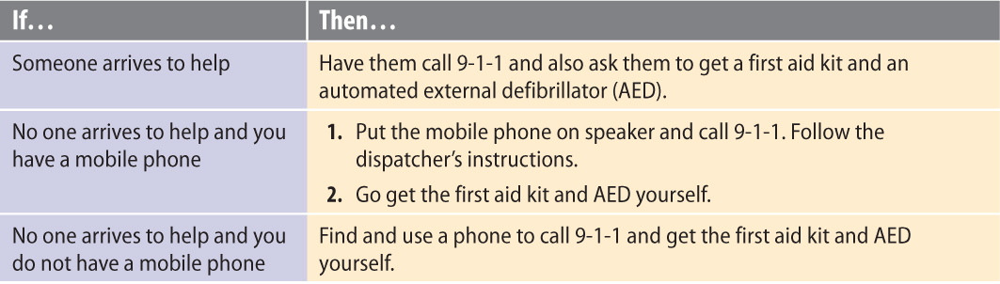 If…
Then…
Someone arrives to help
Have them call 9-1-1 and also ask them to get a first aid kit and an
automated external defibrillator (AED).
No one arrives to help and you
have a mobile phone
1. Put the mobile phone on speaker and call 9-1-1. Follow the
dispatcher’s instructions.
2. Go get the first aid kit and AED yourself.
No one arrives to help and you
do not have a mobile phone
Find and use a phone to call 9-1-1 and get the first aid kit and AED
yourself.